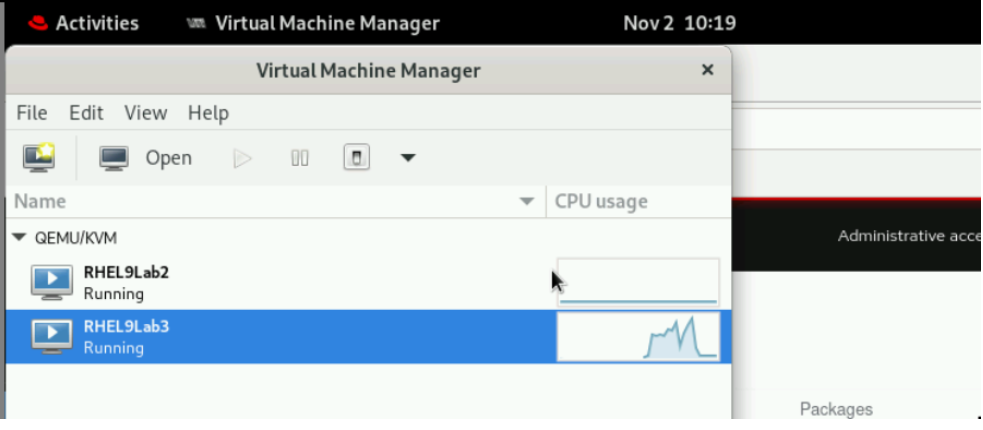 Activities Virtual Machine Manager Nov 2 10:19
Virtual Machine Manager ×
File Edit View Help
Open
Name CPU usage
QEMU/KVM
Administrative acce
RHEL9Lab2
Running
RHEL9Lab3
Running
Packages